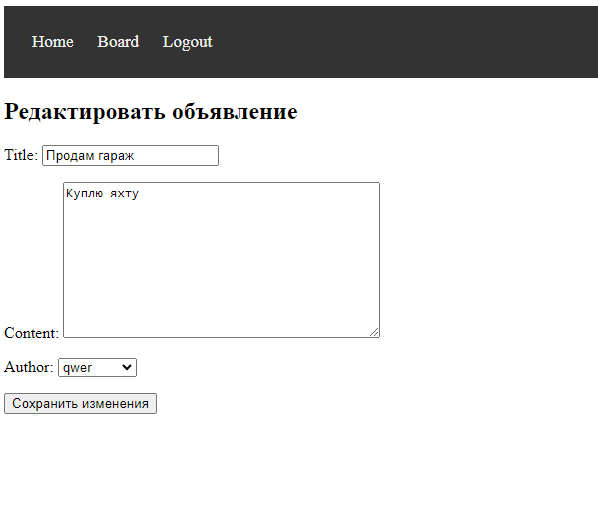 Home Board Logout
Редактировать объявление
Title: Продам гараж
Куплю яхту
Content:
Author: qwer
Сохранить изменения